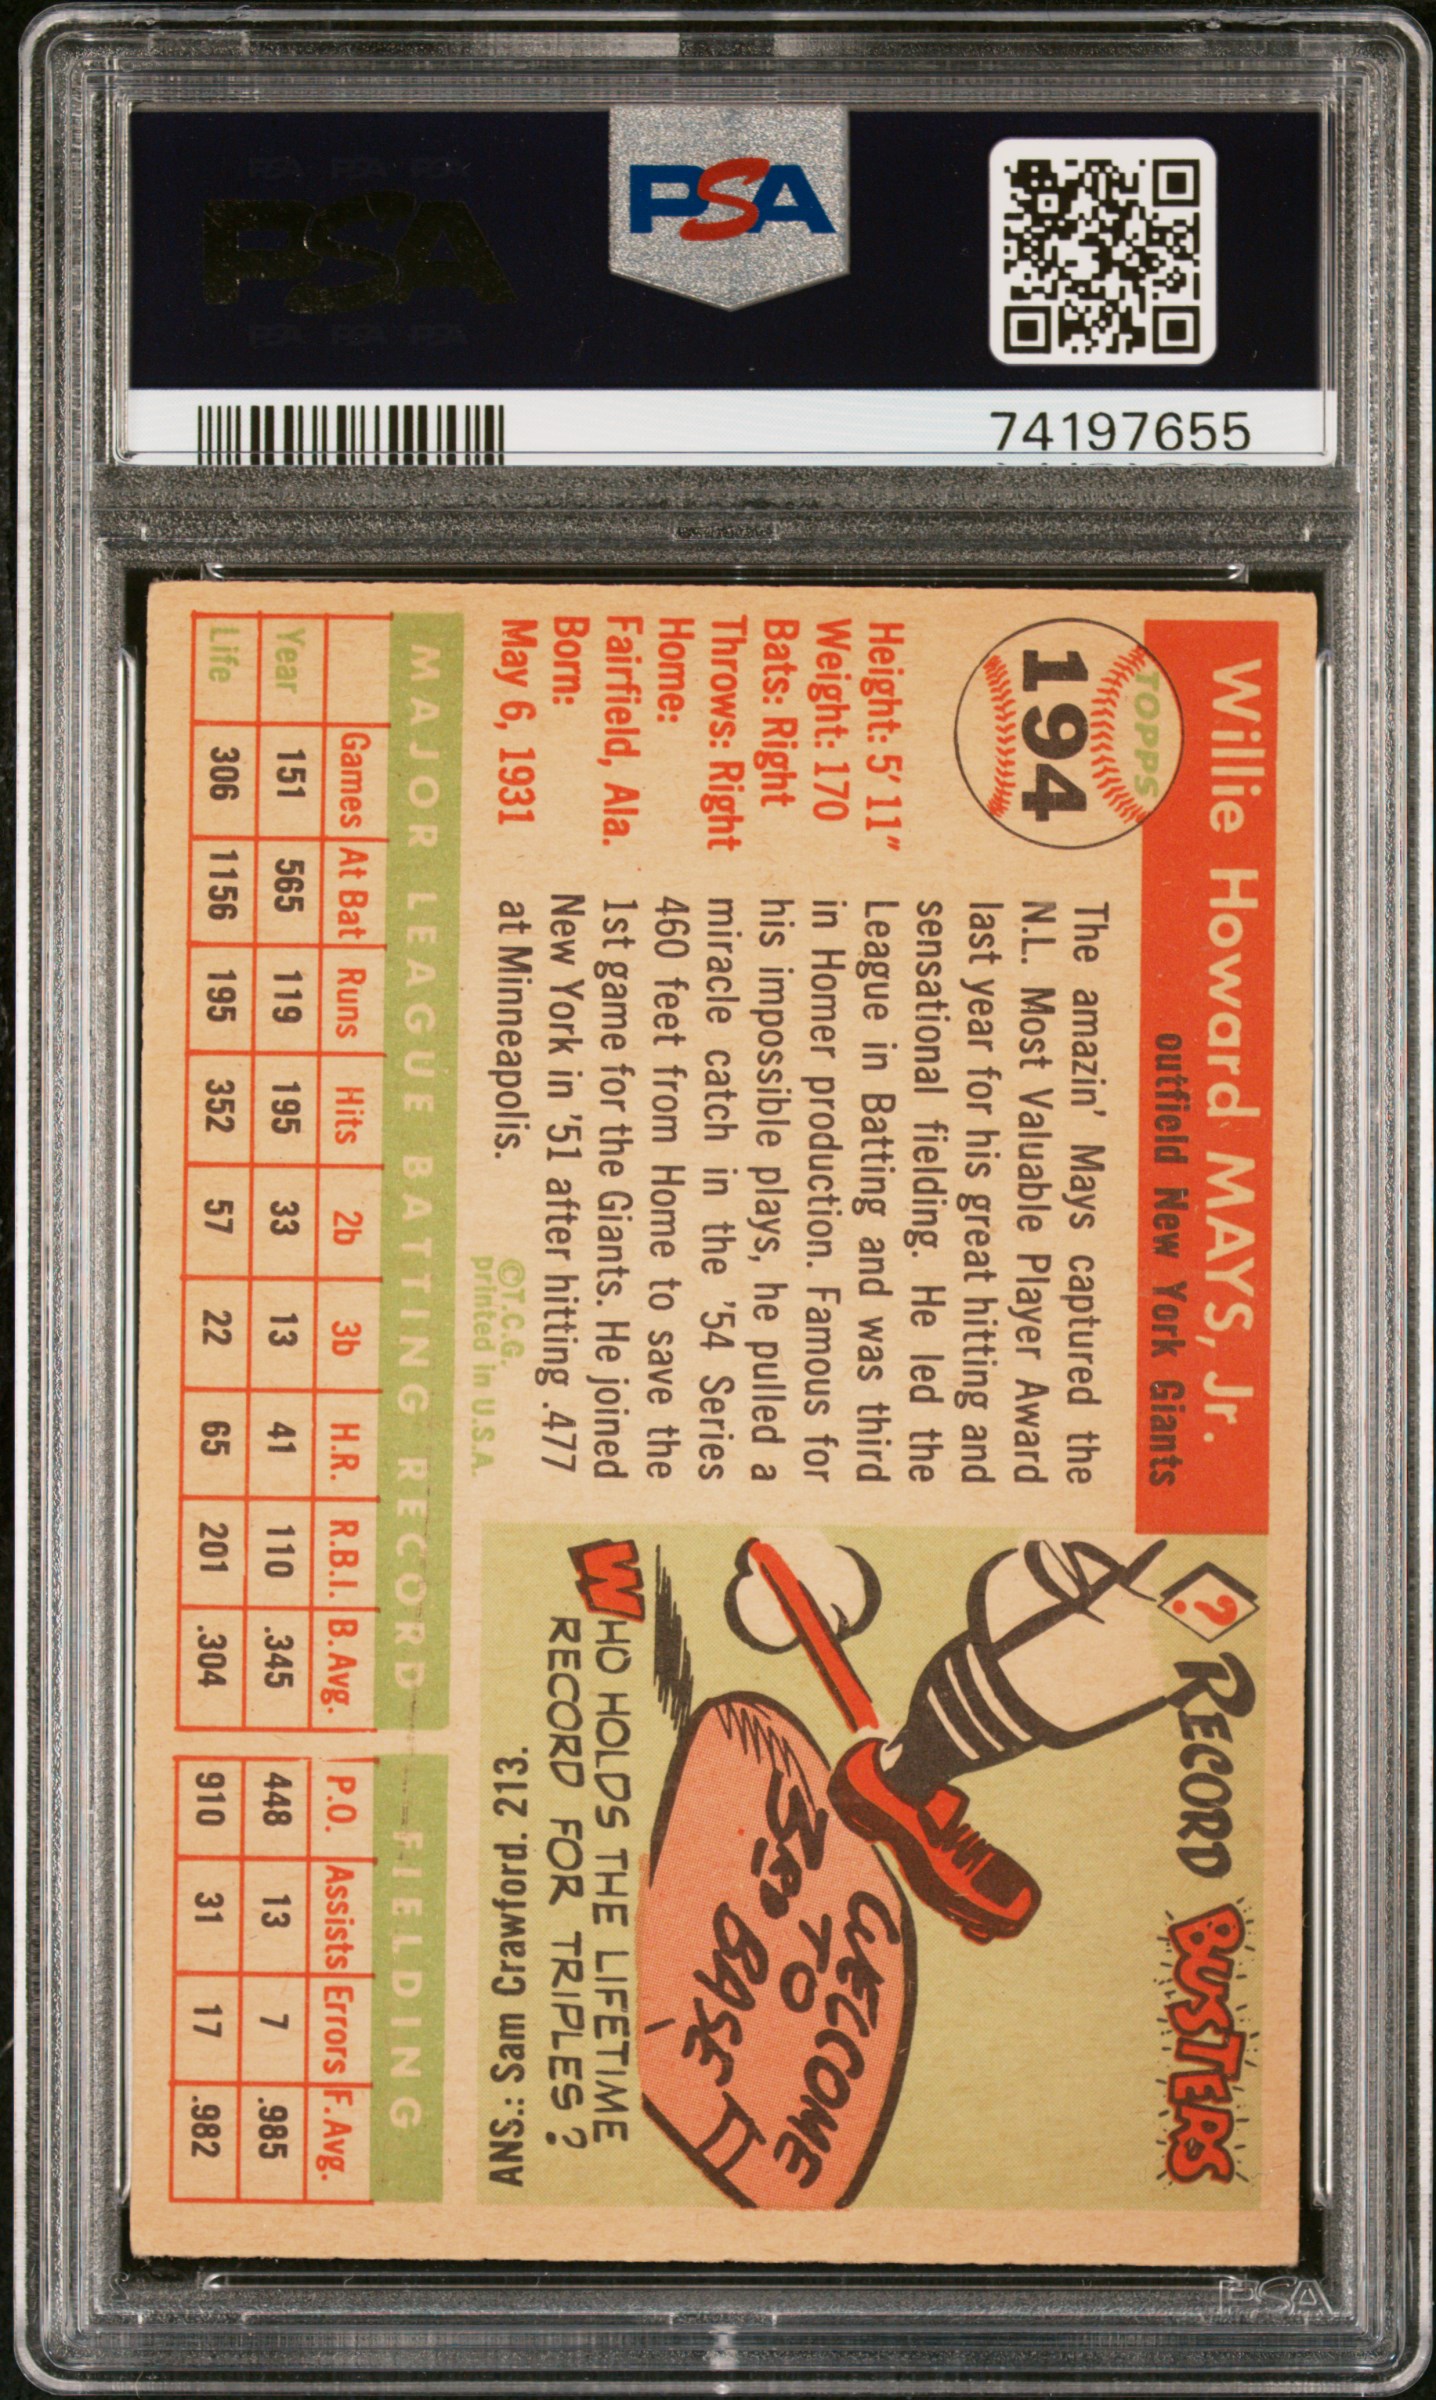 PSA
PSA PSA PSA
PSA
PSA PSA PSA
74197655
Willie Howard MAYS, Jr.
outfield New York Giants
TOPPS
194
Height: 5' 11"
Weight: 170
Bats: Right
Throws: Right
Home:
Fairfield, Ala.
Born:
May 6, 1931
The amazin' Mays captured the
N.L. Most Valuable Player Award
last year for his great hitting and
sensational fielding. He led the
League in Batting and was third
in Homer production. Famous for
his impossible plays, he pulled a
miracle catch in the '54 Series
460 feet from Home to save the
1st game for the Giants. He joined
New York in '51 after hitting .477
at Minneapolis.
©T.C.G.
printed in U.S.A.
? RECORD BUSTERS
WELCOME
TO
3RD BASE
WHO HOLDS THE LIFETIME
RECORD FOR TRIPLES?
ANS.: Sam Crawford. 213.
MAJOR LEAGUE BATTING RECORD FIELDING
Games At Bat Runs Hits 2b 3b H.R. R.B.I. B.Avg. P.O. Assists Errors F.Avg.
Year 151 565 119 195 33 13 41 110 .345 448 13 7 .985
Life 306 1156 195 352 57 22 65 201 .304 910 31 17 .982
PSA